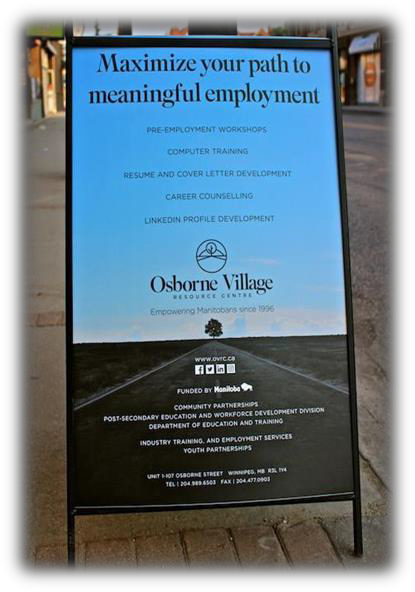 Maximize your path to
meaningful employment
PRE-EMPLOYMENT WORKSHOPS
COMPUTER TRAINING
RESUME AND COVER LETTER DEVELOPMENT
CAREER COUNSELLING
LINKEDIN PROFILE DEVELOPMENT
Osborne Village
RESOURCE CENTRE
Empowering Manitobans since 1996
www.ovrc.ca
FUNDED BY Manitoba
COMMUNITY PARTNERSHIPS
POST-SECONDARY EDUCATION AND WORKFORCE DEVELOPMENT DIVISION
DEPARTMENT OF EDUCATION AND TRAINING
INDUSTRY TRAINING, AND EMPLOYMENT SERVICES
YOUTH PARTNERSHIPS
UNIT 1-107 OSBORNE STREET WINNIPEG, MB R3L 1Y4
TEL | 204.989.6503 FAX | 204.477.0903